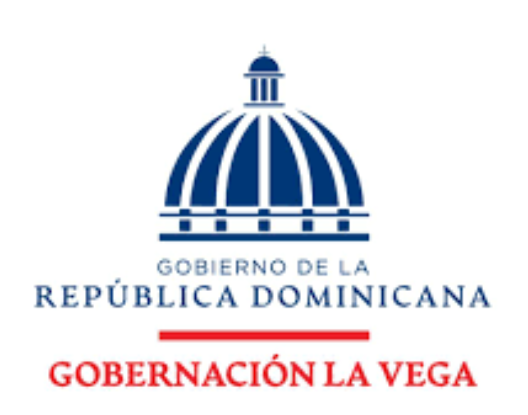 GOBIERNO DE LA
REPÚBLICA DOMINICANA
GOBERNACIÓN LA VEGA